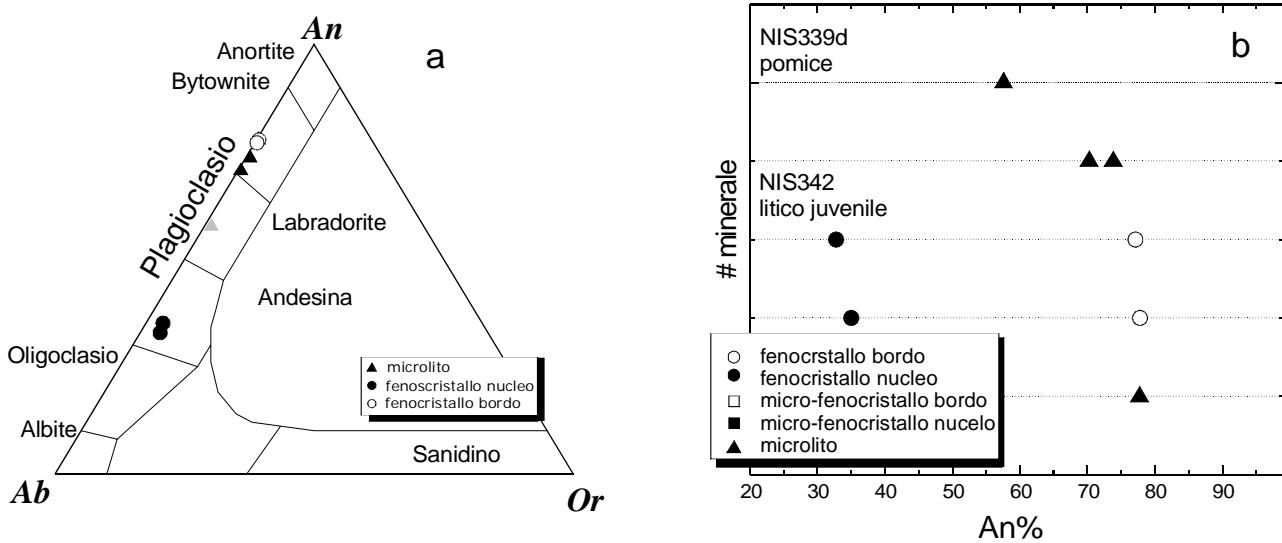 An
a
Anortite
Bytownite
Plagioclasio
Labradorite
Andesina
Oligoclasio
microlito
fenoscristallo nucleo
fenocristallo bordo
Albite
Sanidino
Ab
Or
b
NIS339d
pomice
NIS342
litico juvenile
# minerale
fenocrstallo bordo
fenocristallo nucleo
micro-fenocristallo bordo
micro-fenocristallo nucelo
microlito
20 30 40 50 60 70 80 90
An%